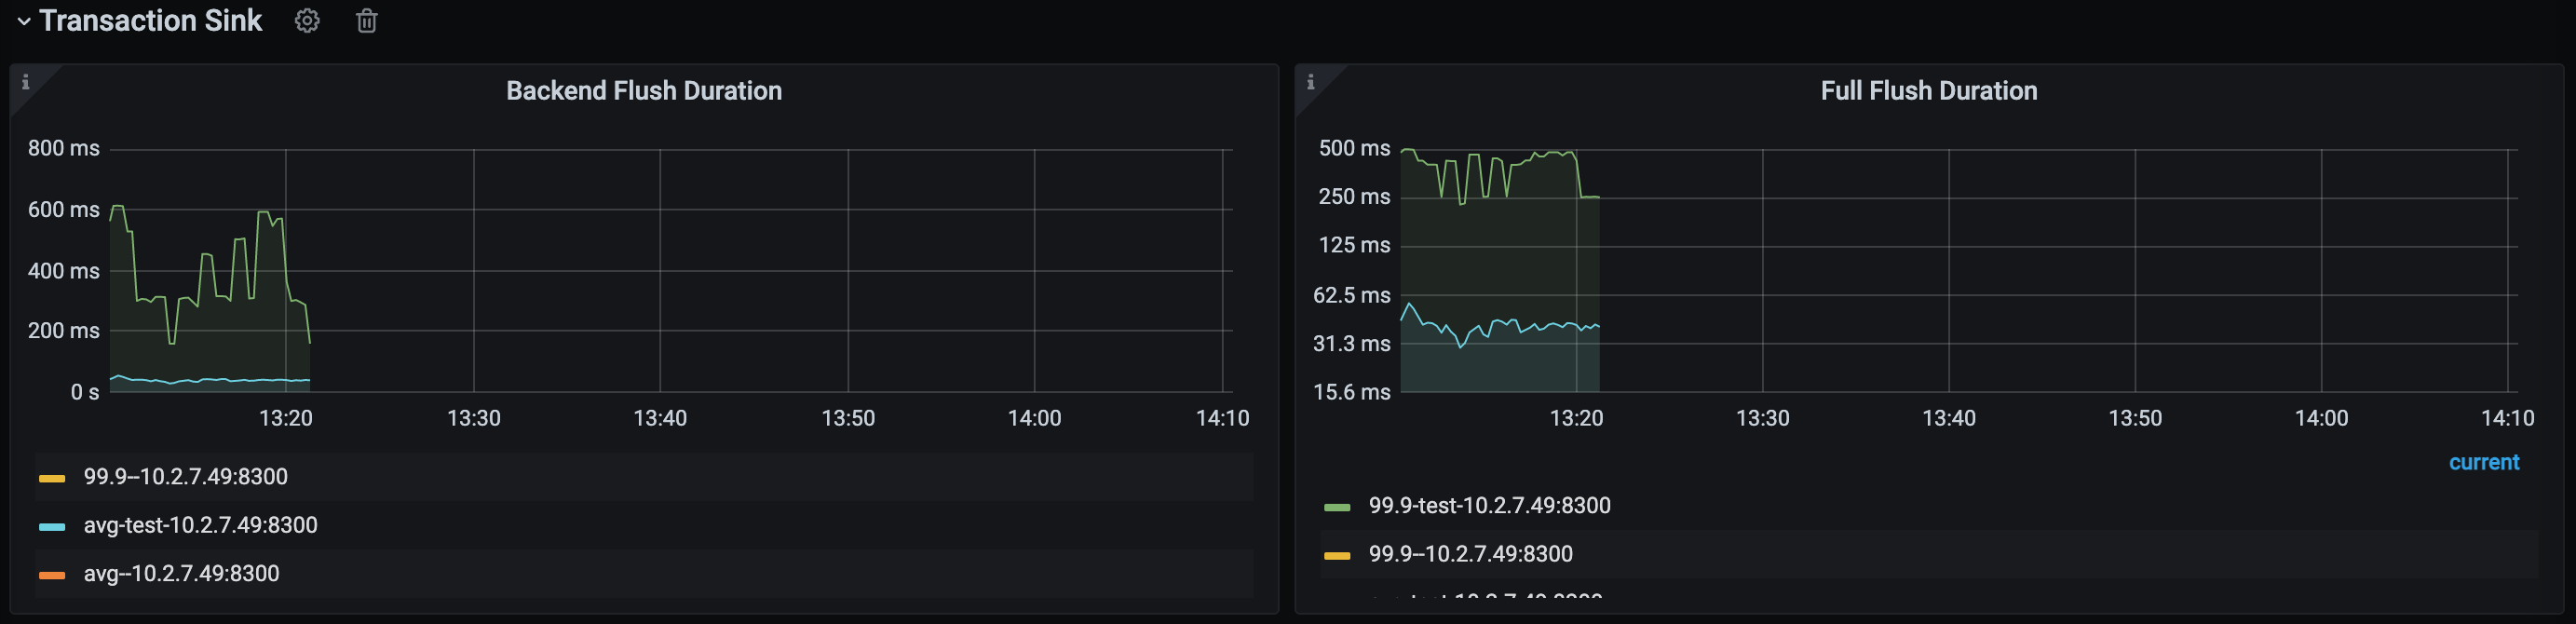 Transaction Sink
Backend Flush Duration
800 ms
600 ms
400 ms
200 ms
0 s
13:20 13:30 13:40 13:50 14:00 14:10
99.9--10.2.7.49:8300
avg-test-10.2.7.49:8300
avg--10.2.7.49:8300
Full Flush Duration
500 ms
250 ms
125 ms
62.5 ms
31.3 ms
15.6 ms
13:20 13:30 13:40 13:50 14:00 14:10
current
99.9-test-10.2.7.49:8300
99.9--10.2.7.49:8300